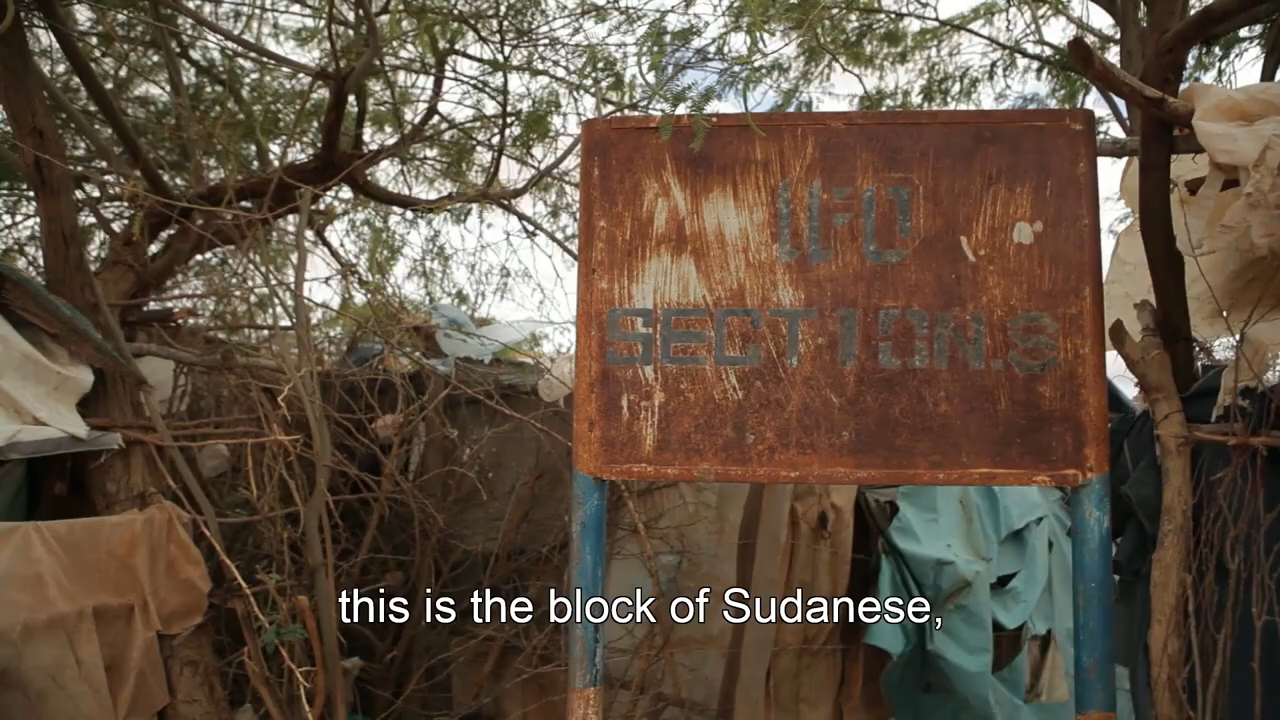 IFO
SECTION.S
this is the block of Sudanese,